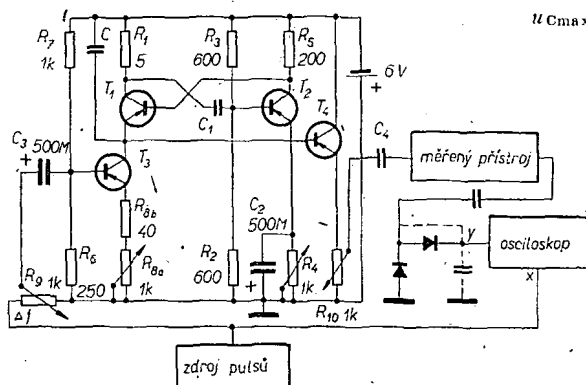 u Cmax
R7
1k
C
R1
5
R3
600
R5
200
6V
+
T1
C1
T2
T4
C3
+
500M
T3
C4
měřený přístroj
R8b
40
C2
500M
+
R6
250
R8a
1k
R2
600
R4
1k
R10 1k
R9 1k
Δf
y
osciloskop
x
zdroj pulsů